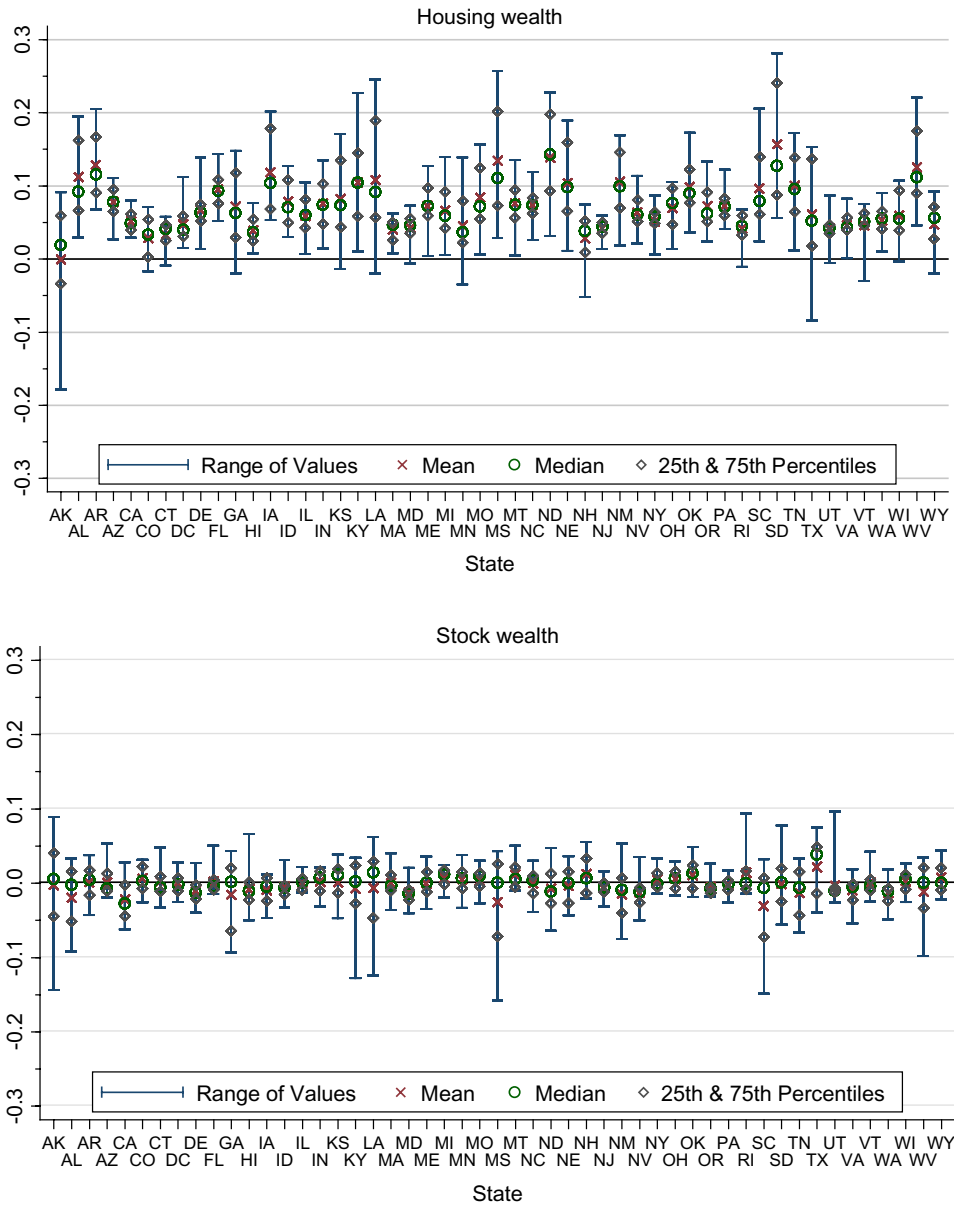 Housing wealth
0.3
0.2
0.1
0.0
-0.1
-0.2
-0.3
Range of Values Mean Median 25th & 75th Percentiles
AK AR CA CT DE GA IA IL KS LA MD MI MO MT ND NH NM NY OK PA SC TN UT VT WI WY
AL AZ CO DC FL HI ID IN KY MA ME MN MS NC NE NJ NV OH OR RI SD TX VA WA WV
State
Stock wealth
0.3
0.2
0.1
0.0
-0.1
-0.2
-0.3
Range of Values Mean Median 25th & 75th Percentiles
AK AR CA CT DE GA IA IL KS LA MD MI MO MT ND NH NM NY OK PA SC TN UT VT WI WY
AL AZ CO DC FL HI ID IN KY MA ME MN MS NC NE NJ NV OH OR RI SD TX VA WA WV
State